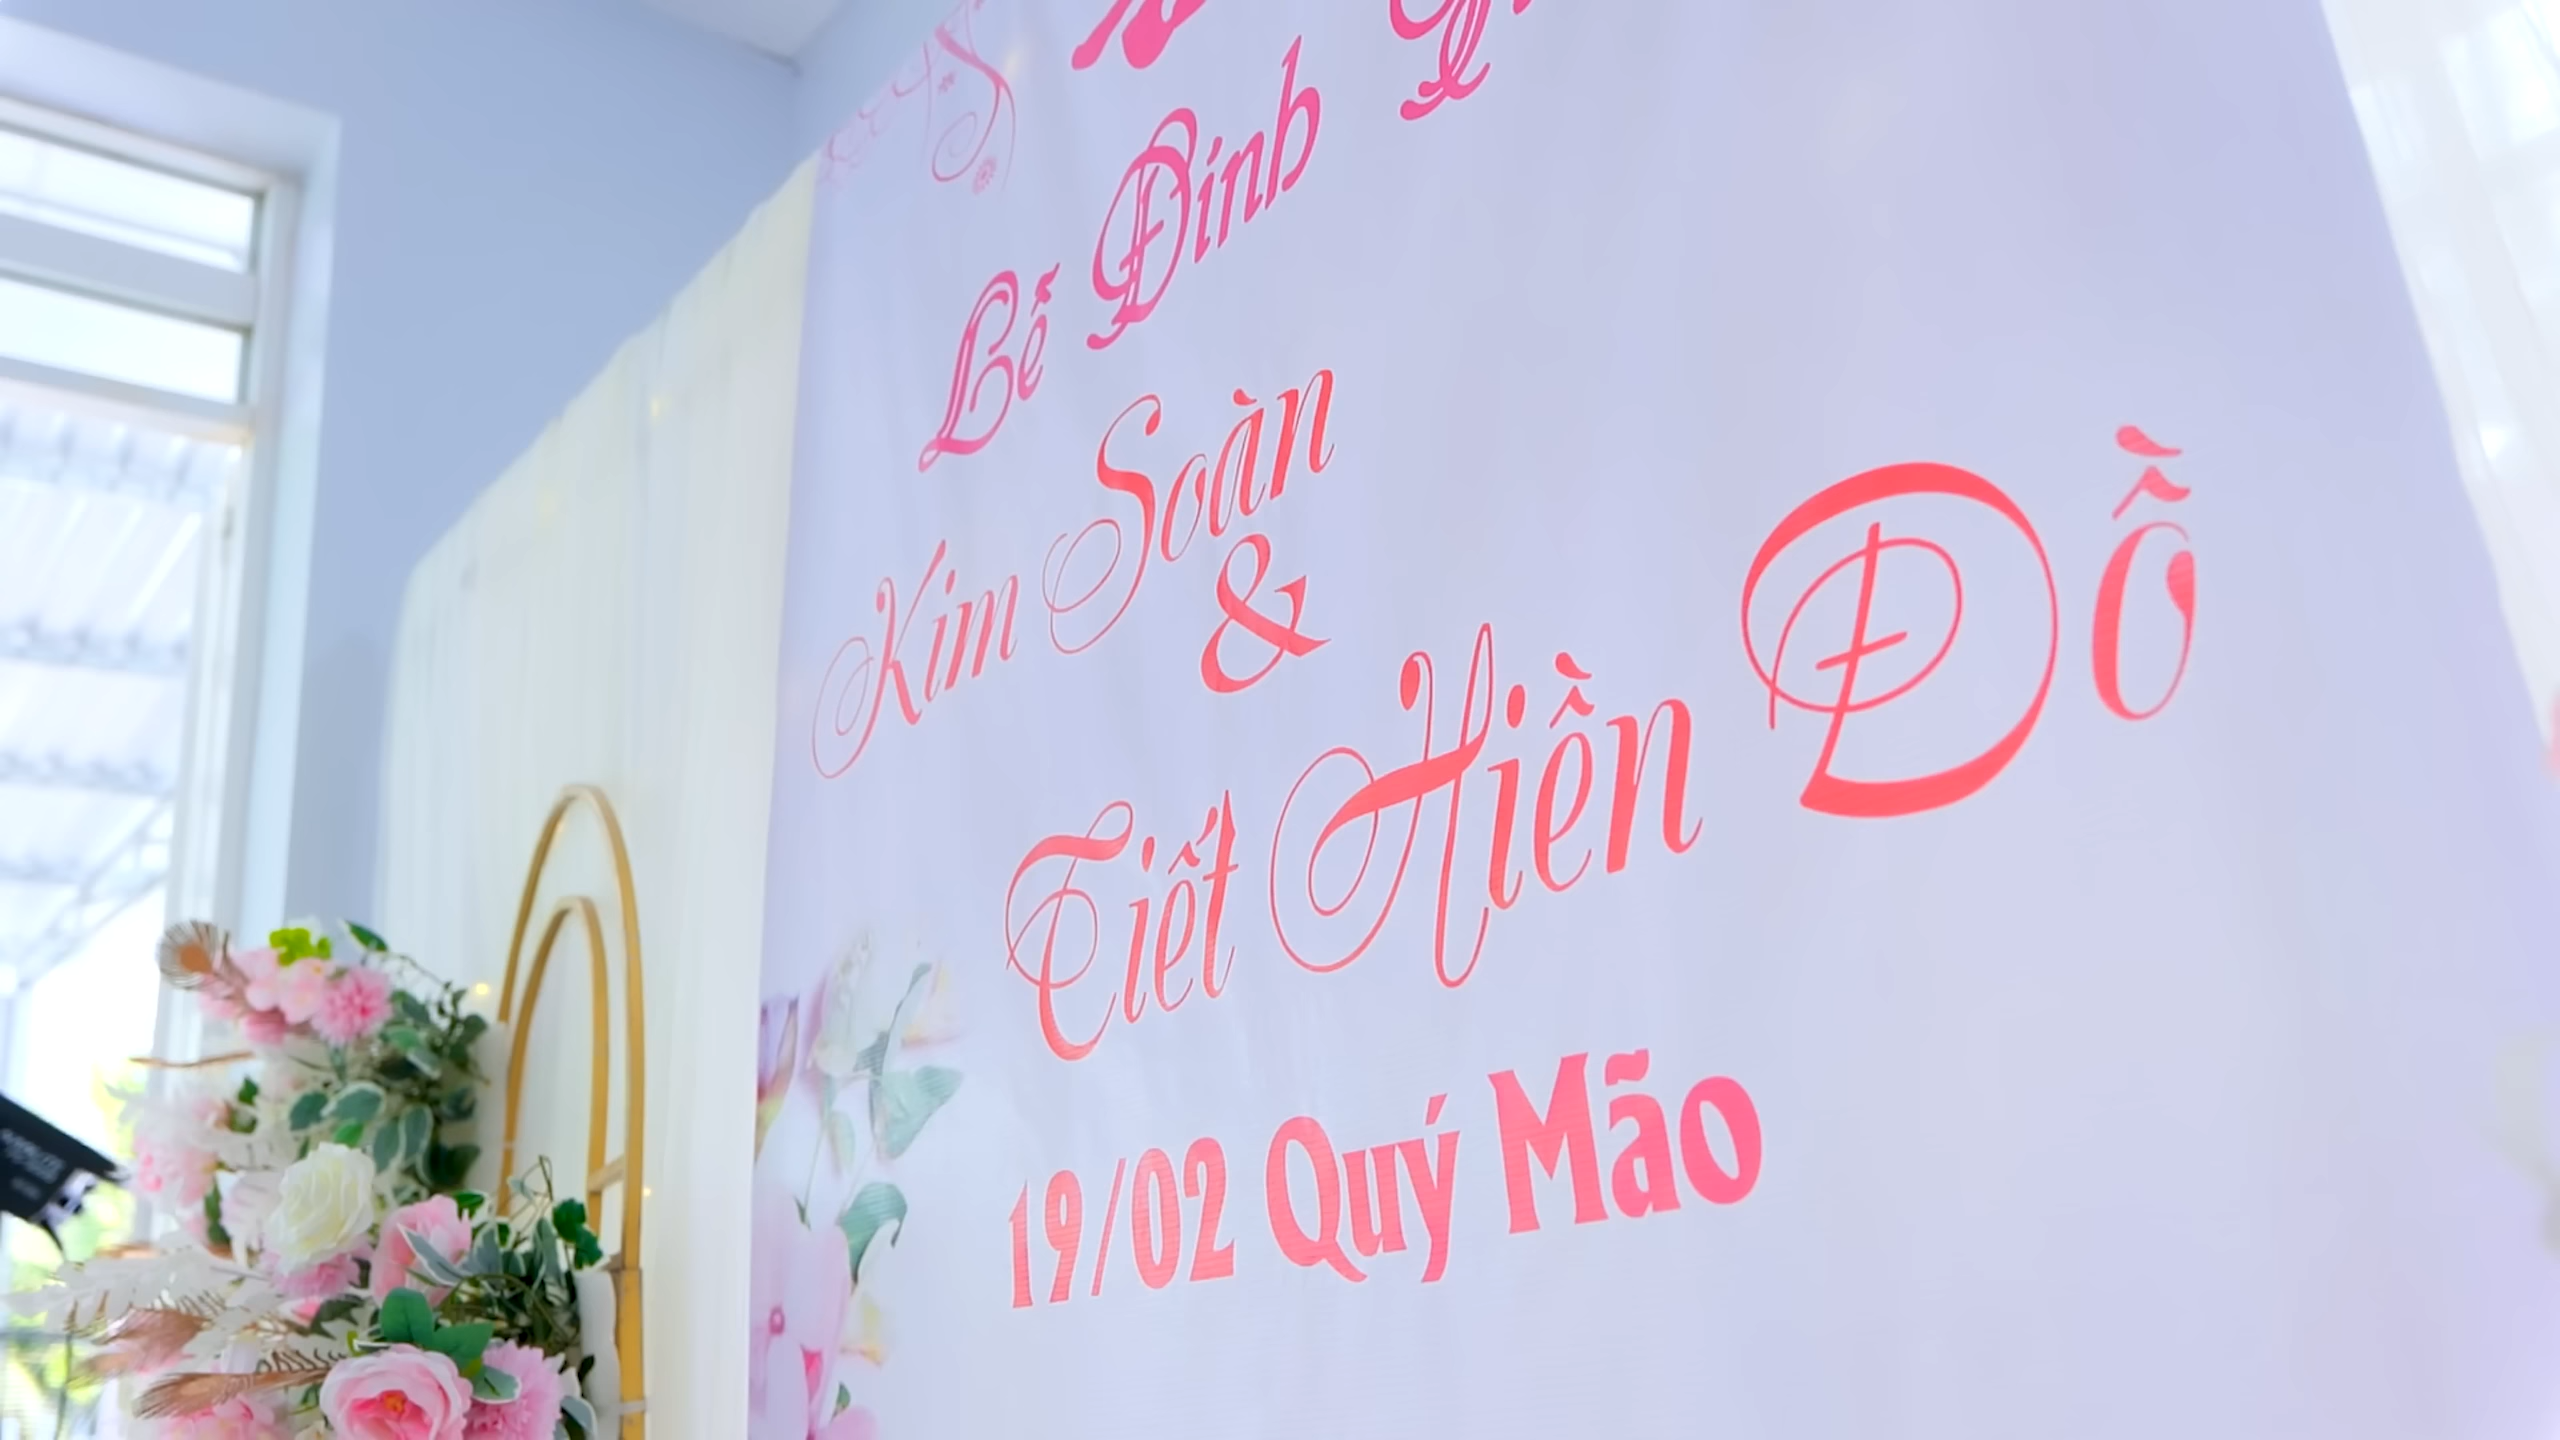 Lễ Đính
Kim Soàn
&
Tiết Hiền Đồ
19/02 Quý Mão